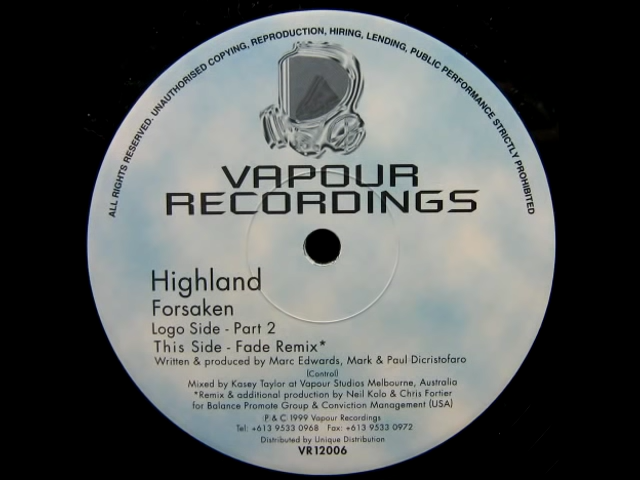 ALL RIGHTS RESERVED. UNAUTHORISED COPYING, REPRODUCTION, HIRING, LENDING, PUBLIC PERFORMANCE STRICTLY PROHIBITED
VAPOUR
RECORDINGS
Highland
Forsaken
Logo Side - Part 2
This Side - Fade Remix*
Written & produced by Marc Edwards, Mark & Paul Dicristofaro
(Control)
Mixed by Kasey Taylor at Vapour Studios Melbourne, Australia
*Remix & additional production by Neil Kolo & Chris Fortier
for Balance Promote Group & Conviction Management (USA)
P & C 1999 Vapour Recordings
Tel: +613 9533 0968 Fax: +613 9533 0972
Distributed by Unique Distribution
VR12006